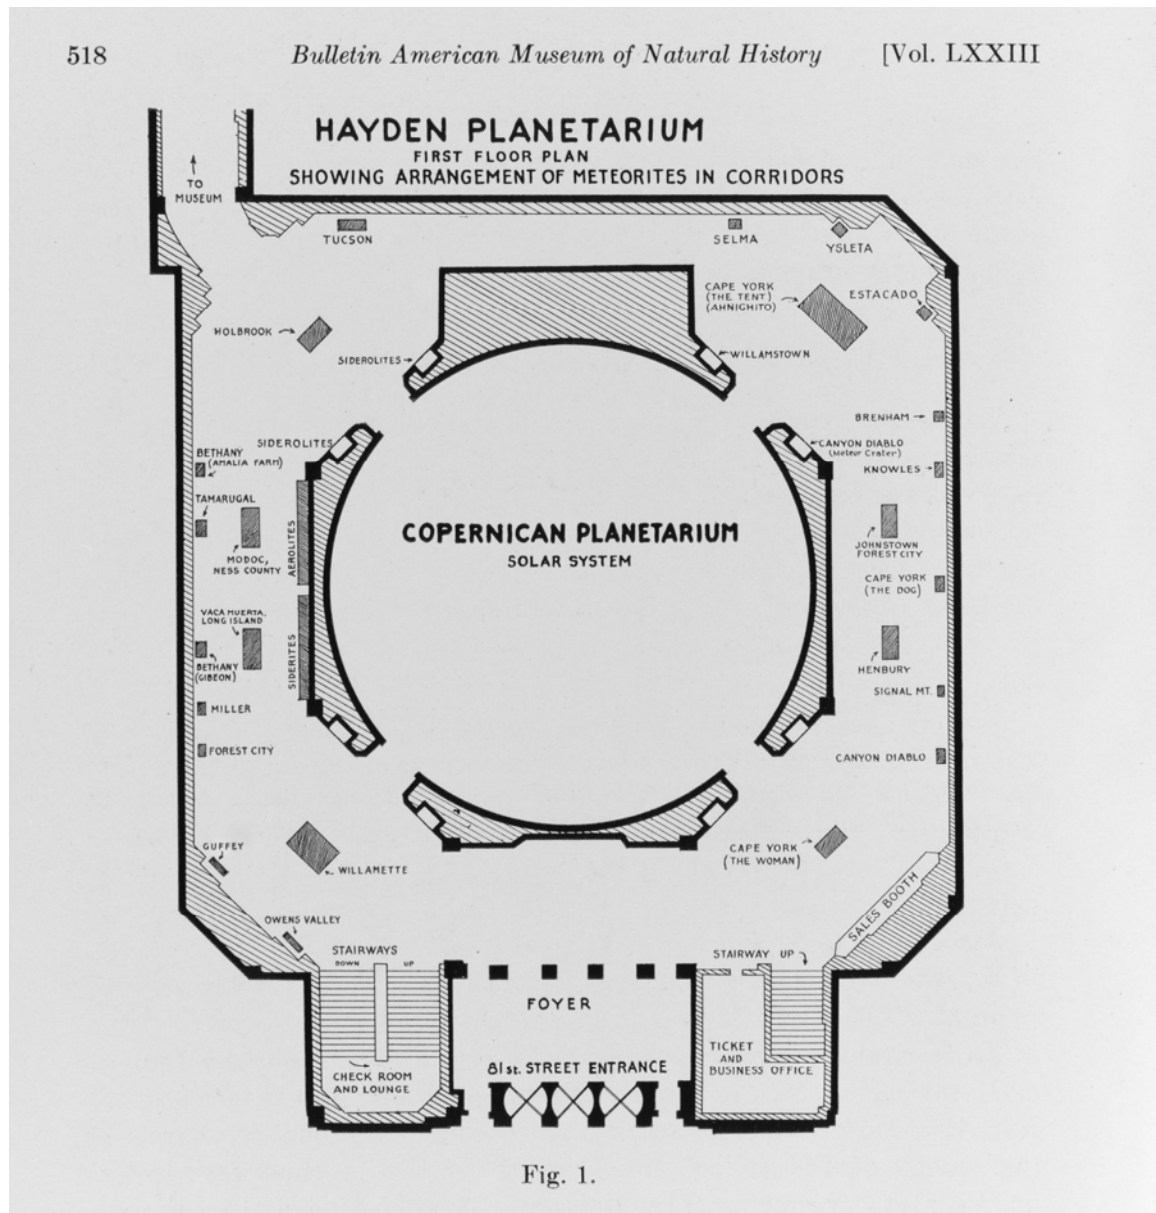 518
Bulletin American Museum of Natural History
[Vol. LXXIII
HAYDEN PLANETARIUM
FIRST FLOOR PLAN
SHOWING ARRANGEMENT OF METEORITES IN CORRIDORS
TO
MUSEUM
TUCSON
SELMA
YSLETA
CAPE YORK
(THE TENT)
(AHNIGHITO)
ESTACADO
HOLBROOK
SIDEROLITES
WILLAMSTOWN
BRENHAM
SIDEROLITES
CANYON DIABLO
(Meteor Crater)
BETHANY
(AMALIA FARM)
KNOWLES
TAMARUGAL
MODOC,
NESS COUNTY
AEROLITES
COPERNICAN PLANETARIUM
SOLAR SYSTEM
JOHNSTOWN
FOREST CITY
CAPE YORK
(THE DOG)
VACA MUERTA,
LONG ISLAND
BETHANY
(GIBEON)
SIDERITES
HENBURY
SIGNAL MT.
MILLER
FOREST CITY
CANYON DIABLO
GUFFEY
WILLAMETTE
CAPE YORK
(THE WOMAN)
OWENS VALLEY
SALES BOOTH
STAIRWAYS
DOWN UP
STAIRWAY UP
FOYER
TICKET
AND
BUSINESS OFFICE
81st. STREET ENTRANCE
CHECK ROOM
AND LOUNGE
Fig. 1.